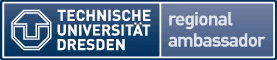 TECHNISCHE
UNIVERSITÄT
DRESDEN
regional
ambassador